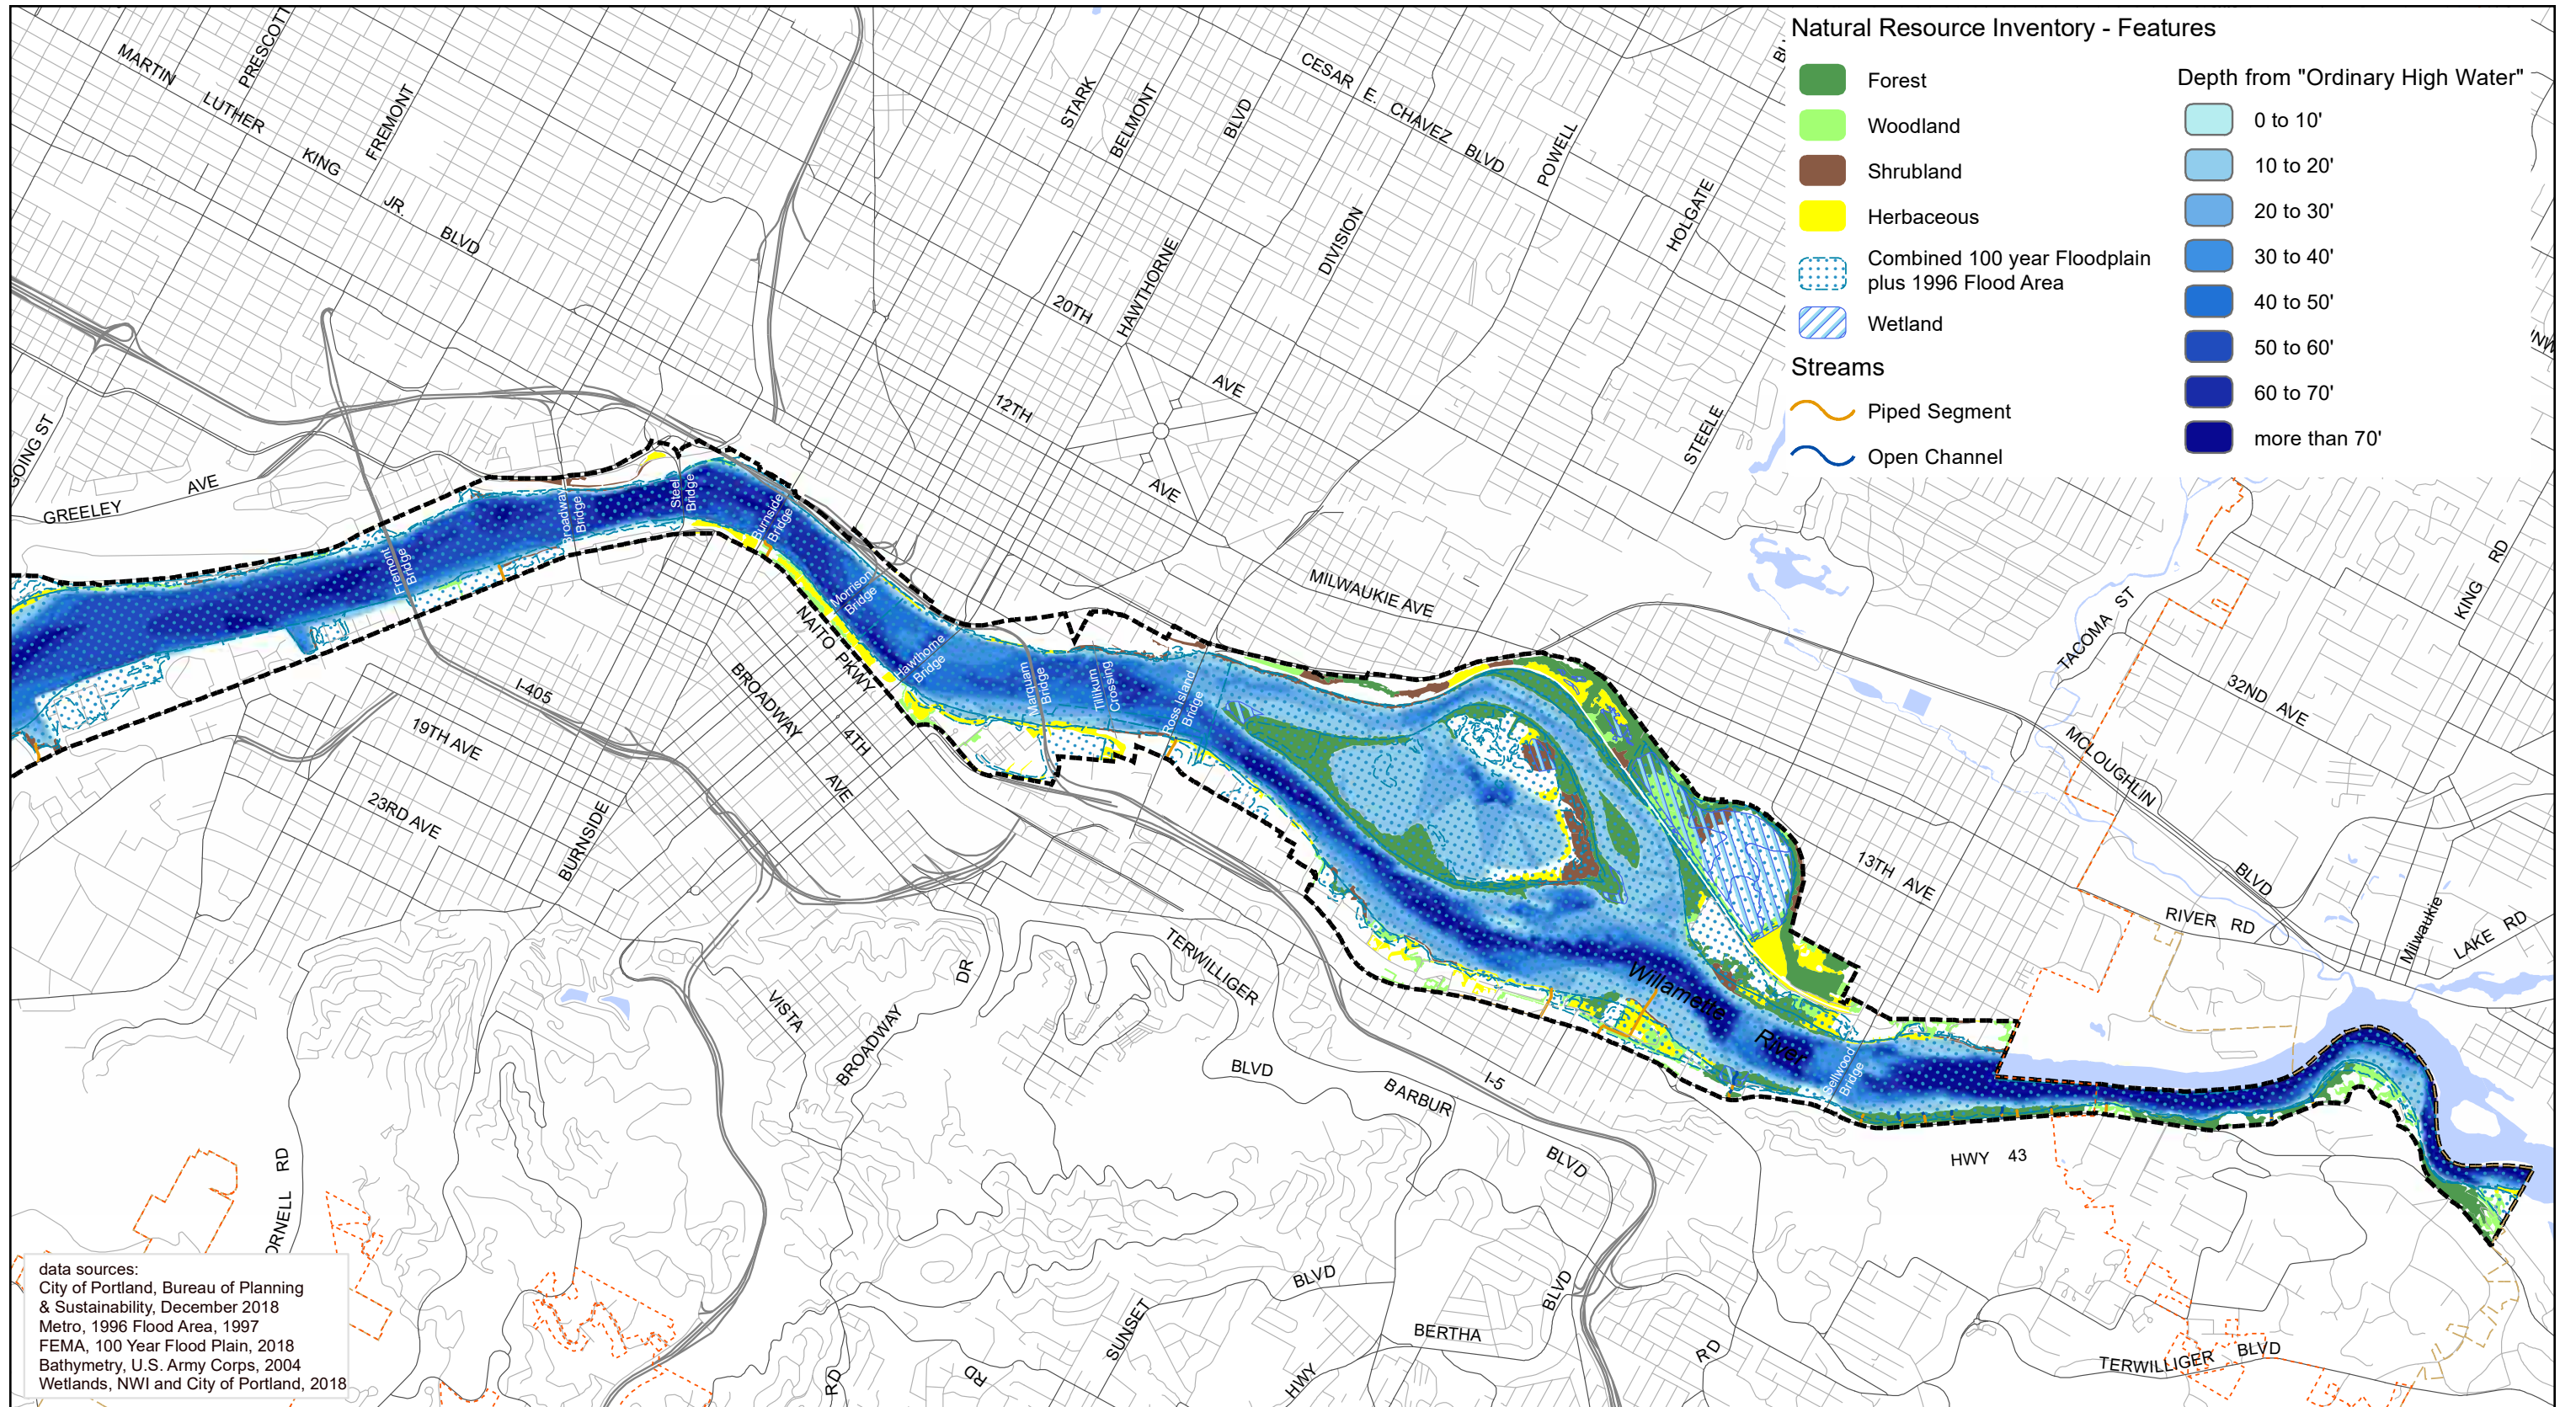 Natural Resource Inventory - Features
Forest
Woodland
Shrubland
Herbaceous
Combined 100 year Floodplain
plus 1996 Flood Area
Wetland
Streams
Piped Segment
Open Channel
Depth from "Ordinary High Water"
0 to 10'
10 to 20'
20 to 30'
30 to 40'
40 to 50'
50 to 60'
60 to 70'
more than 70'
MARTIN
LUTHER
KING
JR.
BLVD
PRESCOTT
FREMONT
STARK
BELMONT
BLVD
CESAR
E.
CHAVEZ
BLVD
POWELL
HOLGATE
DIVISION
HAWTHORNE
20TH
AVE
12TH
AVE
STEELE
GOING ST
GREELEY
AVE
Fremont
Bridge
Broadway
Bridge
Steel
Bridge
Burnside
Bridge
Morrison
Bridge
Hawthorne
Bridge
Marquam
Bridge
Tilikum
Crossing
Ross Island
Bridge
MILWAUKIE AVE
TACOMA ST
KING RD
32ND AVE
MCLOUGHLIN
BLVD
NAITO PKWY
I-405
BROADWAY
4TH
AVE
19TH AVE
23RD AVE
BURNSIDE
13TH AVE
RIVER RD
Milwaukie
LAKE RD
TERWILLIGER
BLVD
VISTA
DR
BROADWAY
Willamette
River
Sellwood
Bridge
BARBUR
BLVD
I-5
HWY 43
RD
SUNSET
RD
RD
BLVD
HWY
BERTHA
BLVD
RD
TERWILLIGER BLVD
data sources:
City of Portland, Bureau of Planning
& Sustainability, December 2018
Metro, 1996 Flood Area, 1997
FEMA, 100 Year Flood Plain, 2018
Bathymetry, U.S. Army Corps, 2004
Wetlands, NWI and City of Portland, 2018